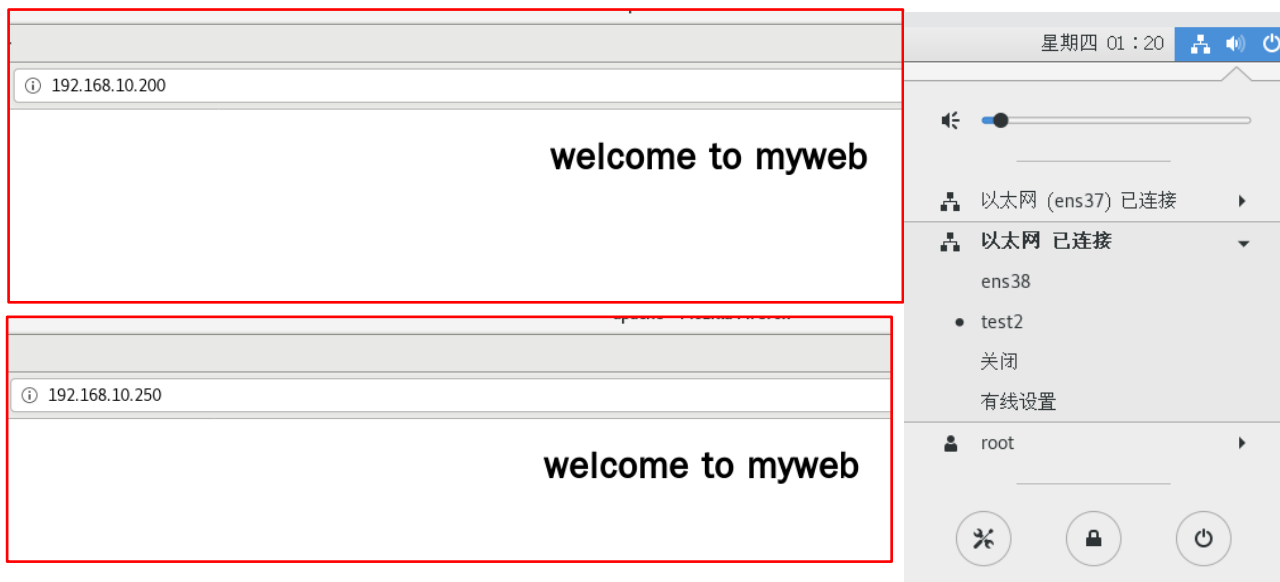 192.168.10.200
welcome to myweb
192.168.10.250
welcome to myweb
星期四 01：20
以太网 (ens37) 已连接
以太网 已连接
ens38
test2
关闭
有线设置
root